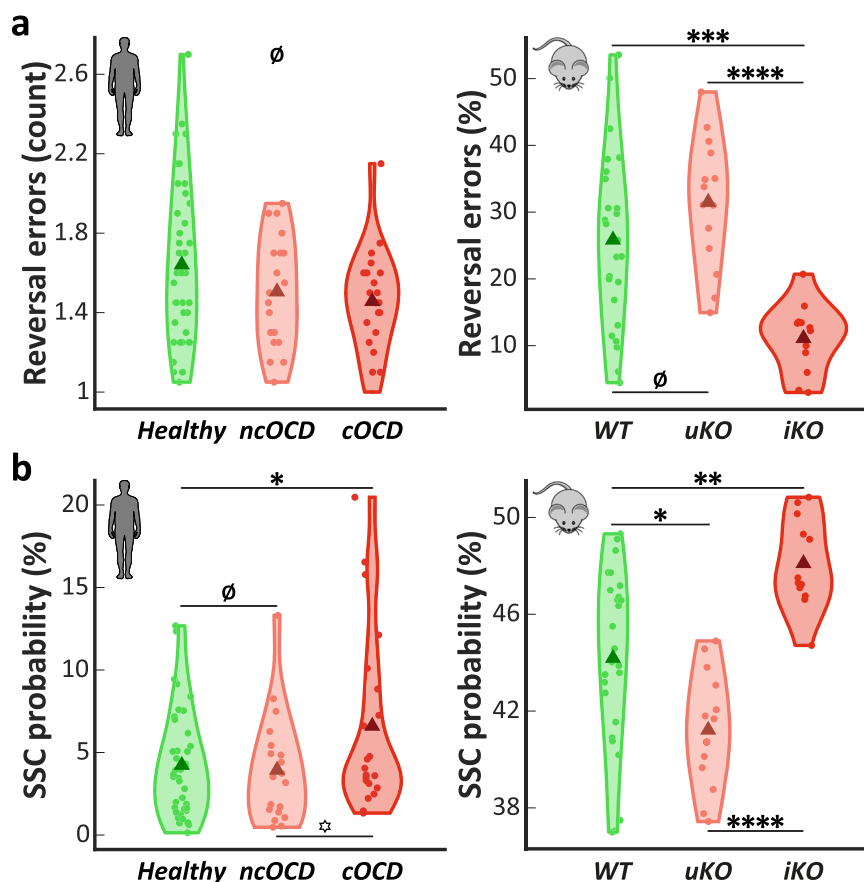 a
Reversal errors (count)
2.6
2.2
1.8
1.4
1
Ø
Healthy ncOCD cOCD
Reversal errors (%)
50
40
30
20
10
***
****
Ø
WT uKO iKO
b
SSC probability (%)
20
15
10
5
0
*
Ø
✡
Healthy ncOCD cOCD
SSC probability (%)
50
46
42
38
**
*
****
WT uKO iKO